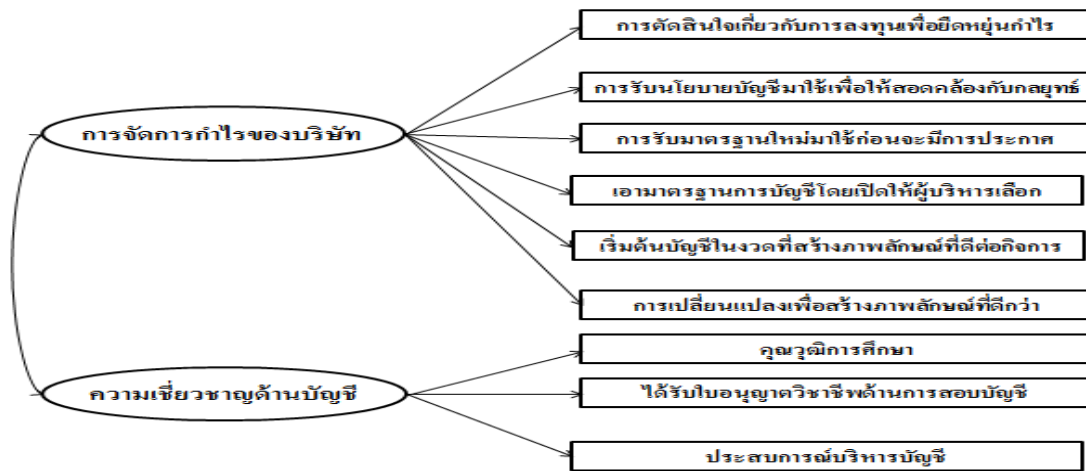 การตัดสินใจเกี่ยวกับการลงทุนเพื่อยืดหยุ่นกำไร
การรับนโยบายบัญชีมาใช้เพื่อให้สอดคล้องกับกลยุทธ์
การจัดการกำไรของบริษัท
การรับมาตรฐานใหม่มาใช้ก่อนจะมีการประกาศ
เอามาตรฐานการบัญชีโดยเปิดให้ผู้บริหารเลือก
เริ่มต้นบัญชีในงวดที่สร้างภาพลักษณ์ที่ดีต่อกิจการ
การเปลี่ยนแปลงเพื่อสร้างภาพลักษณ์ที่ดีกว่า
คุณวุฒิการศึกษา
ความเชี่ยวชาญด้านบัญชี
ได้รับใบอนุญาตวิชาชีพด้านการสอบบัญชี
ประสบการณ์บริหารบัญชี